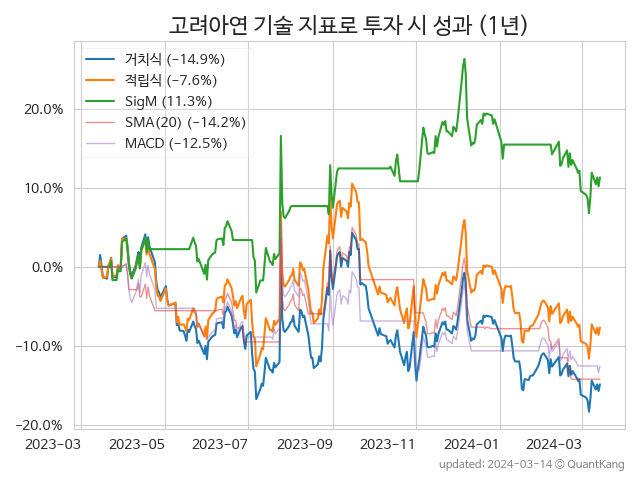 고려아연 기술 지표로 투자 시 성과 (1년)
거치식 (−14.9%)
적립식 (−7.6%)
SigM (11.3%)
SMA(20) (−14.2%)
MACD (−12.5%)
20.0%
10.0%
0.0%
−10.0%
−20.0%
2023-03 2023-05 2023-07 2023-09 2023-11 2024-01 2024-03
updated: 2024-03-14 © QuantKang